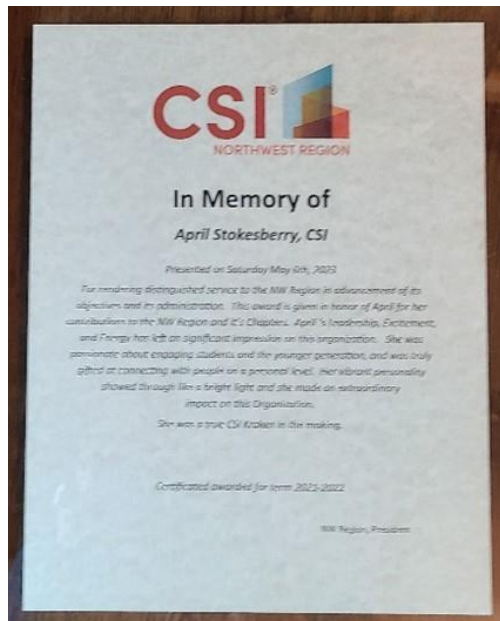 CSI®
NORTHWEST REGION
In Memory of
April Stokesberry, CSI
Presented on Saturday May 6th, 2023
For rendering distinguished service to the NW Region in advancement of its
objectives and its administration. This award is given in honor of April for her
contributions to the NW Region and it's Chapters. April's leadership, Excitement,
and Energy has left an significant impression on this organization. She was
passionate about engaging students and the younger generation, and was truly
gifted at connecting with people on a personal level. Her vibrant personality
showed through like a bright light and she made an extraordinary
impact on this Organization.
She was a true CSI Kraken in the making.
Certificated awarded for term 2021-2022
NW Region, President